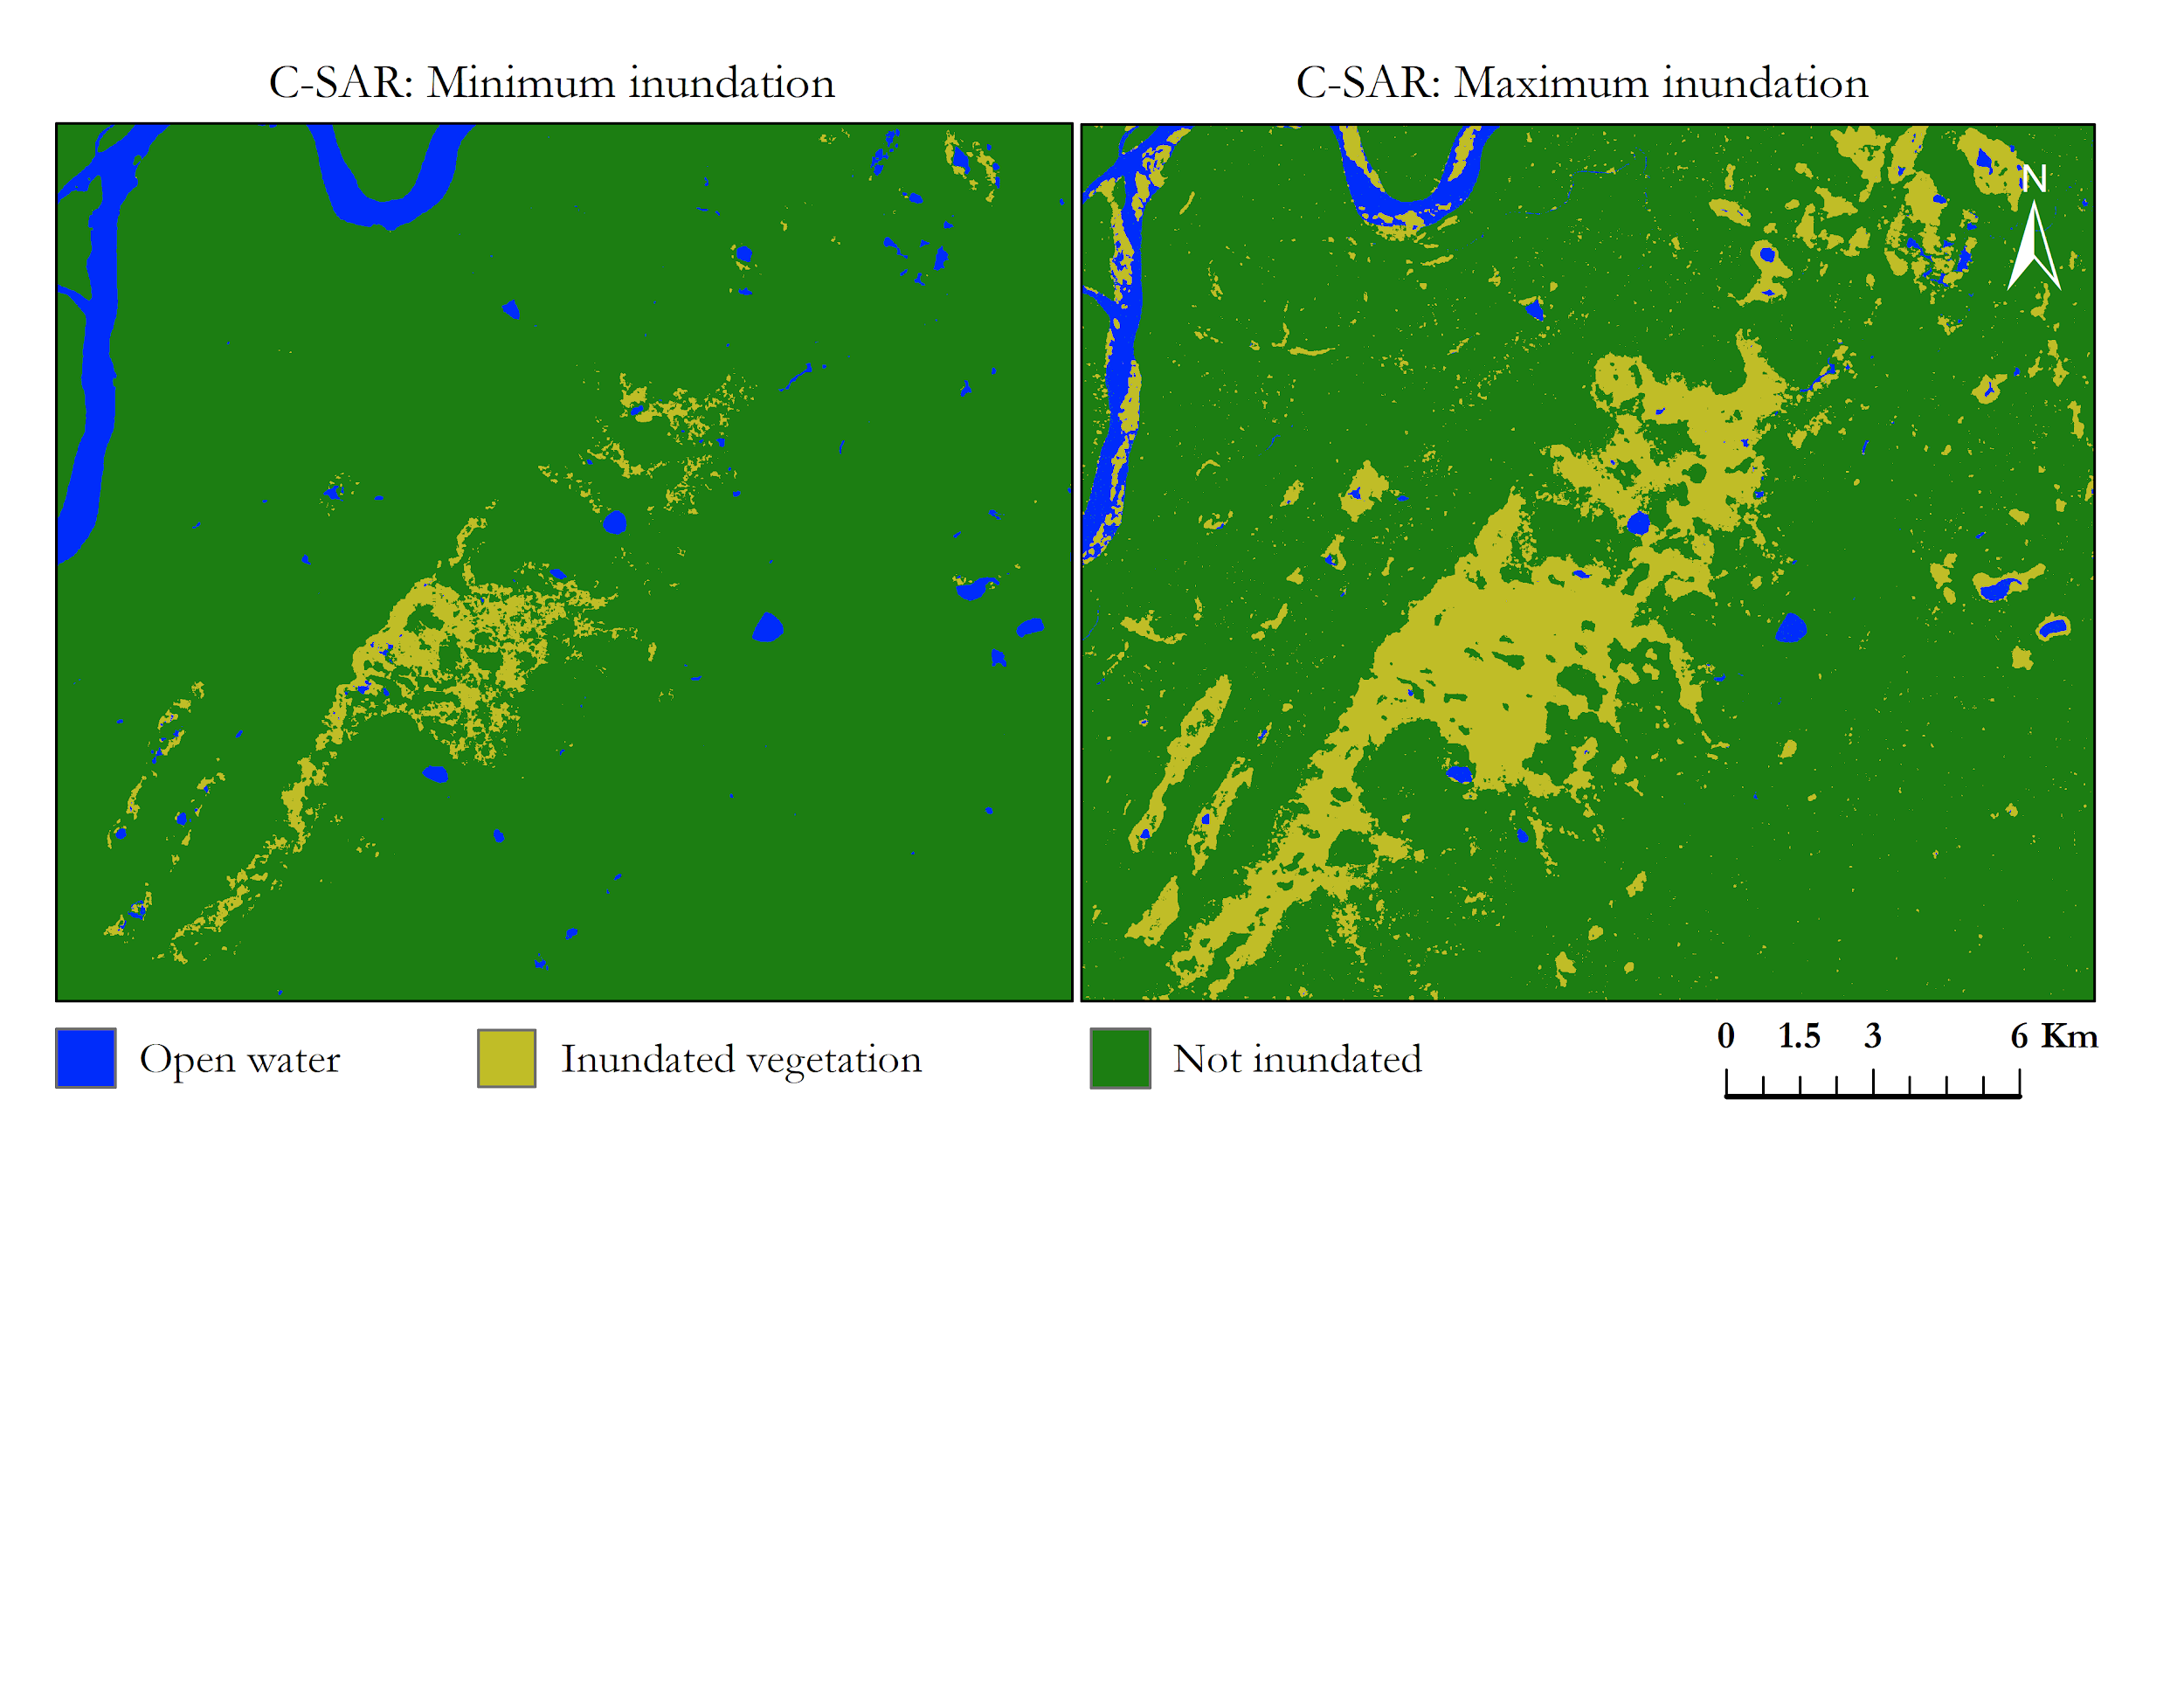 C-SAR: Minimum inundation
C-SAR: Maximum inundation
N
Open water
Inundated vegetation
Not inundated
0 1.5 3 6 Km